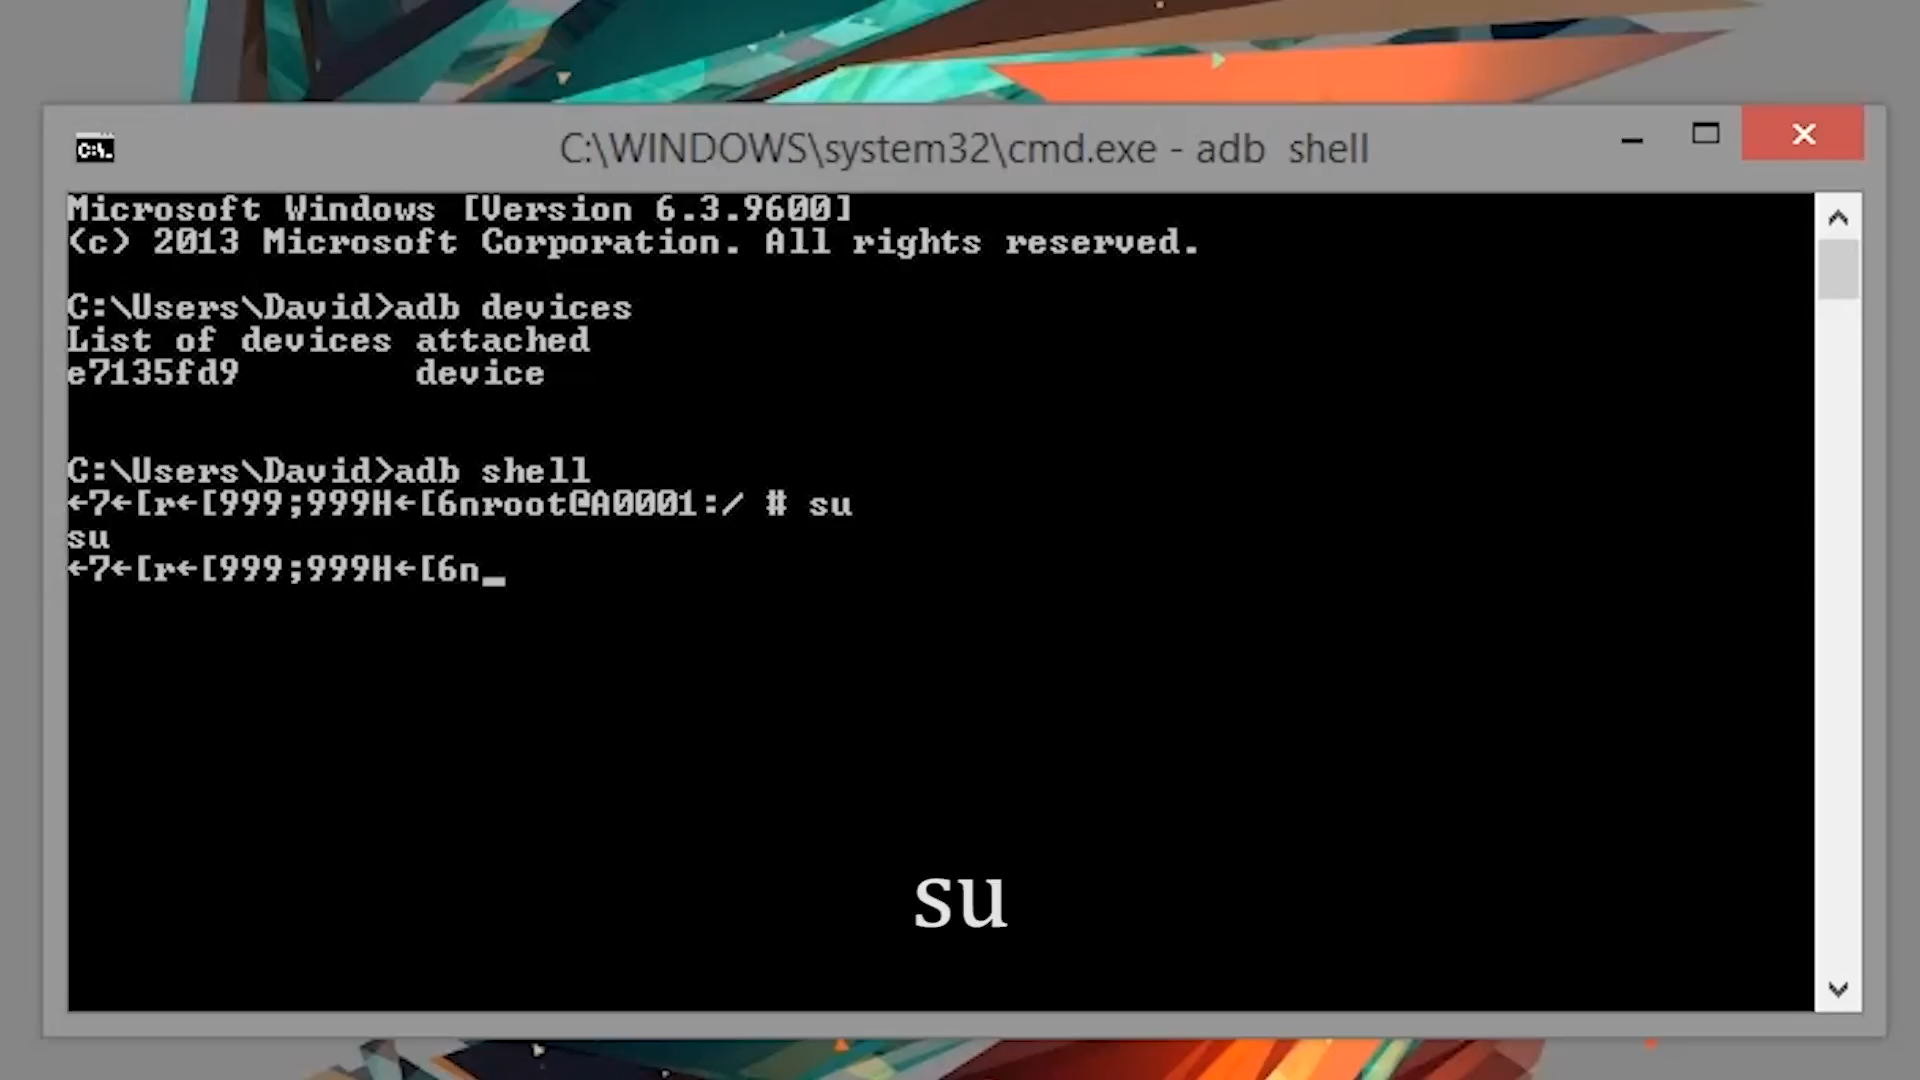 C:\WINDOWS\system32\cmd.exe - adb  shell
Microsoft Windows [Version 6.3.9600]
(c) 2013 Microsoft Corporation. All rights reserved.
C:\Users\David>adb devices
List of devices attached
e7135fd9        device
C:\Users\David>adb shell
←7←[r←[999;999H←[6nroot@A0001:/ # su
su
←7←[r←[999;999H←[6n_
su